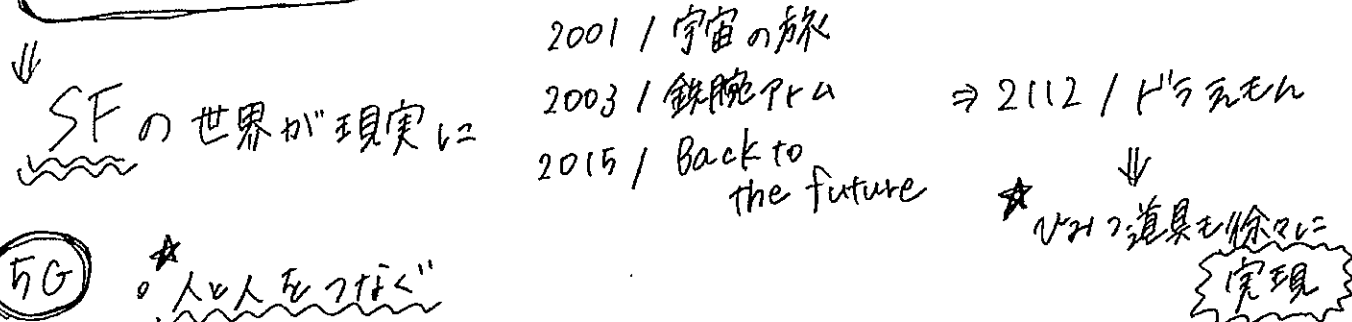 ⇓
SFの世界が現実に
2001 / 宇宙の旅
2003 / 鉄腕アトム
2015 / Back to
the future
⇒ 2112 / ドラえもん
⇓
☆ ひみつ道具も徐々に
実現
5G
。☆人と人をつなぐ